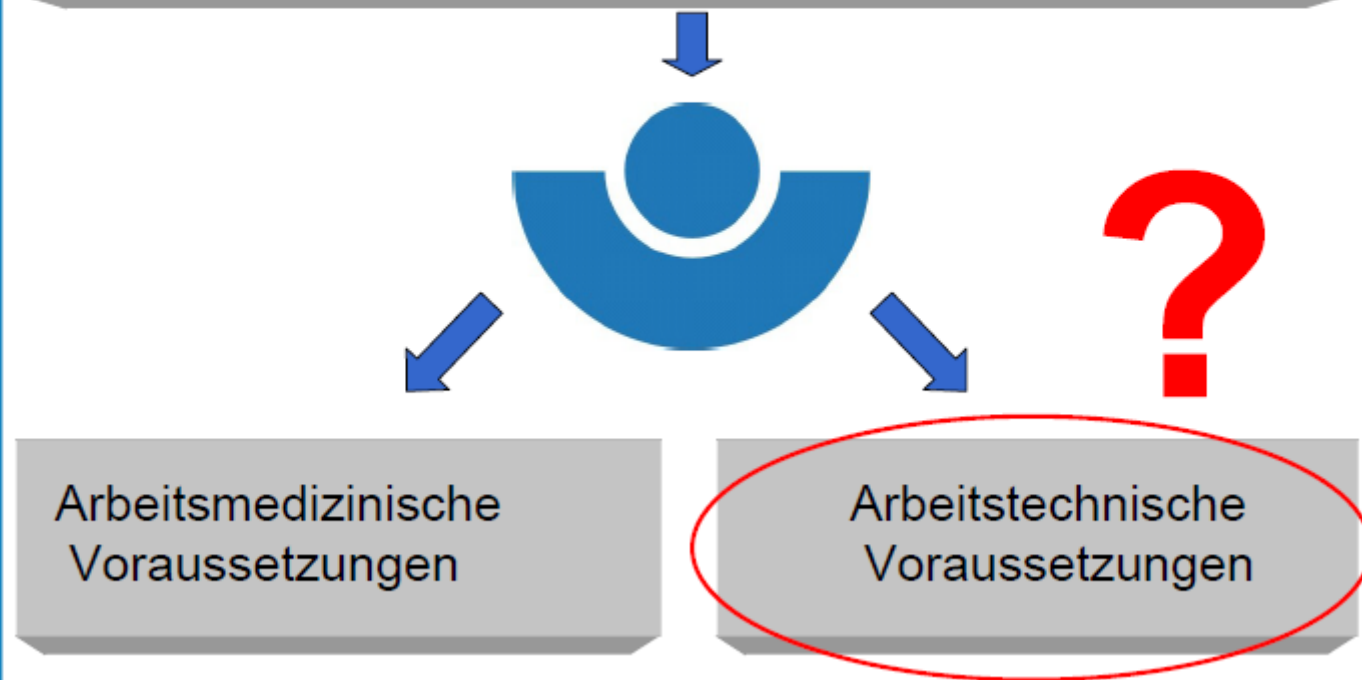 ?
Arbeitsmedizinische
Voraussetzungen
Arbeitstechnische
Voraussetzungen